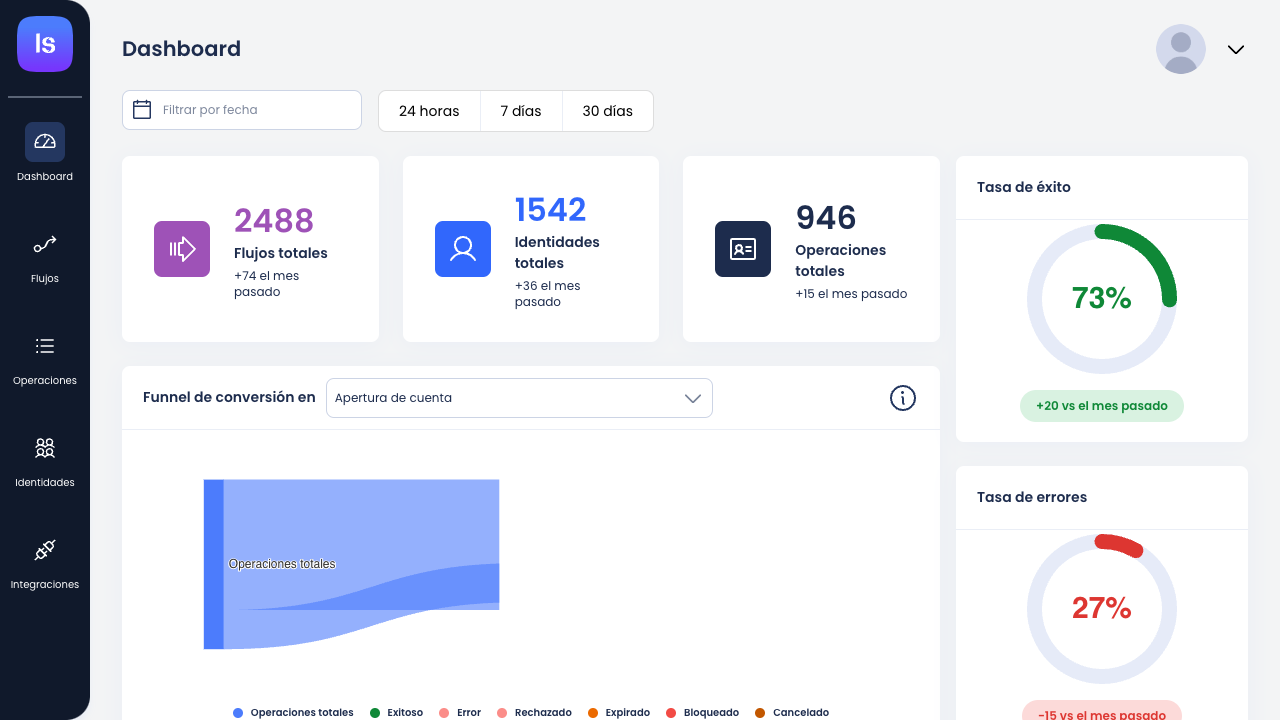 Is
Dashboard
Dashboard
Flujos
Operaciones
Identidades
Integraciones
Filtrar por fecha
24 horas
7 días
30 días
2488
Flujos totales
+74 el mes
pasado
1542
Identidades
totales
+36 el mes
pasado
946
Operaciones
totales
+15 el mes pasado
Tasa de éxito
73%
+20 vs el mes pasado
Funnel de conversión en
Apertura de cuenta
Operaciones totales
Operaciones totales
Exitoso
Error
Rechazado
Expirado
Bloqueado
Cancelado
Tasa de errores
27%
-15 vs el mes pasado